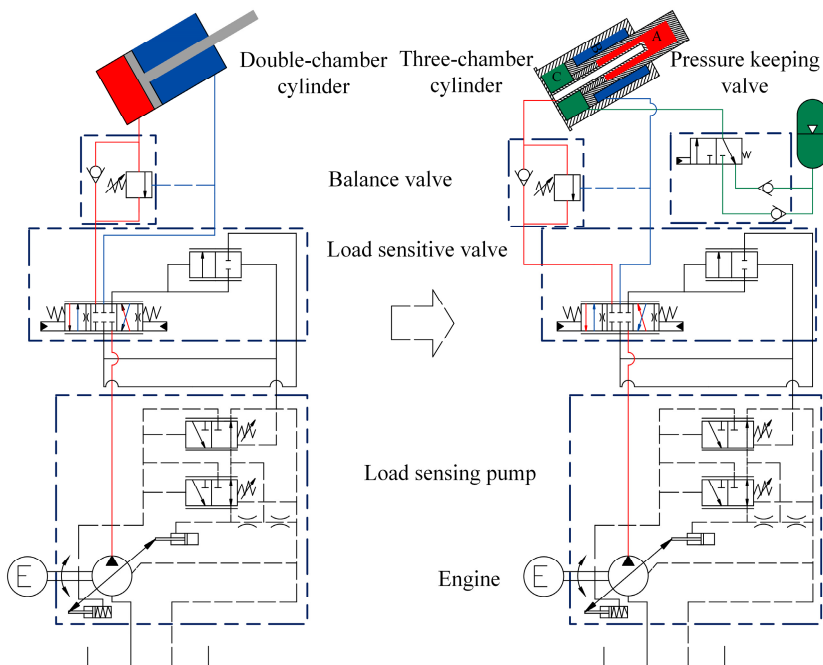 Double-chamber
cylinder
Three-chamber
cylinder
Pressure keeping
valve
A
B
C
Balance valve
Load sensitive valve
Load sensing pump
Engine
E
E